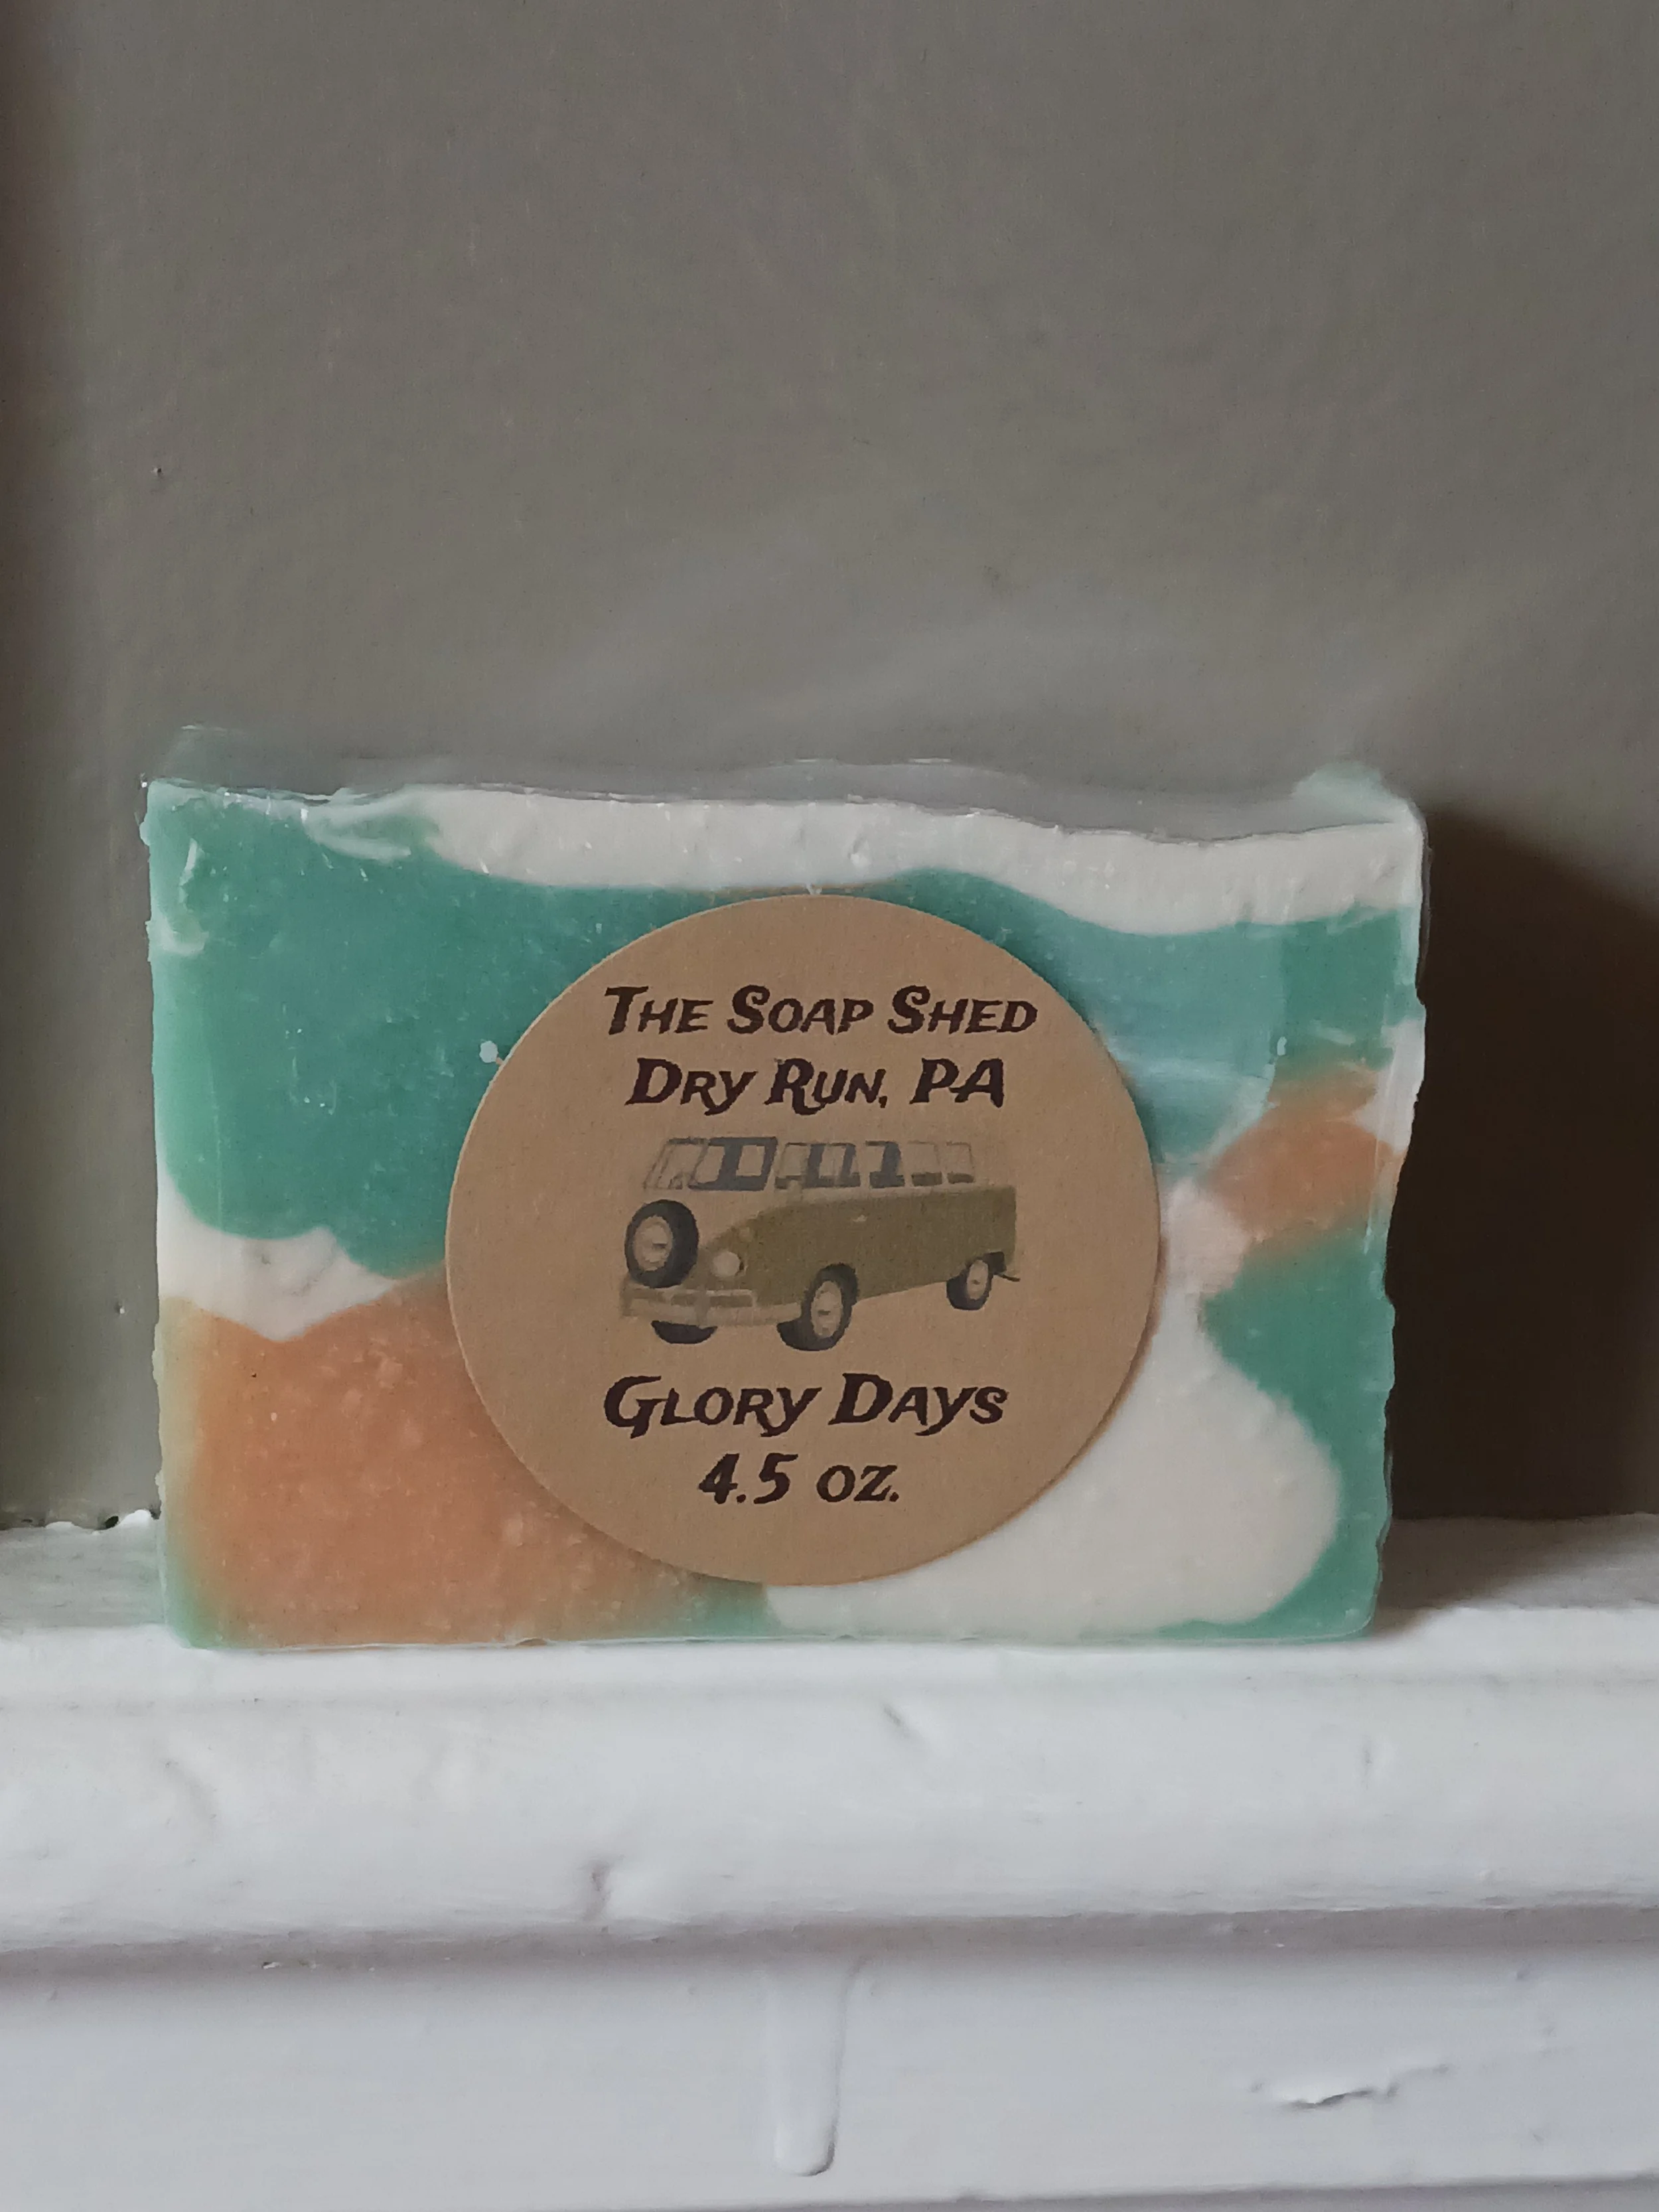 The Soap Shed
Dry Run, PA
Glory Days
4.5 oz.